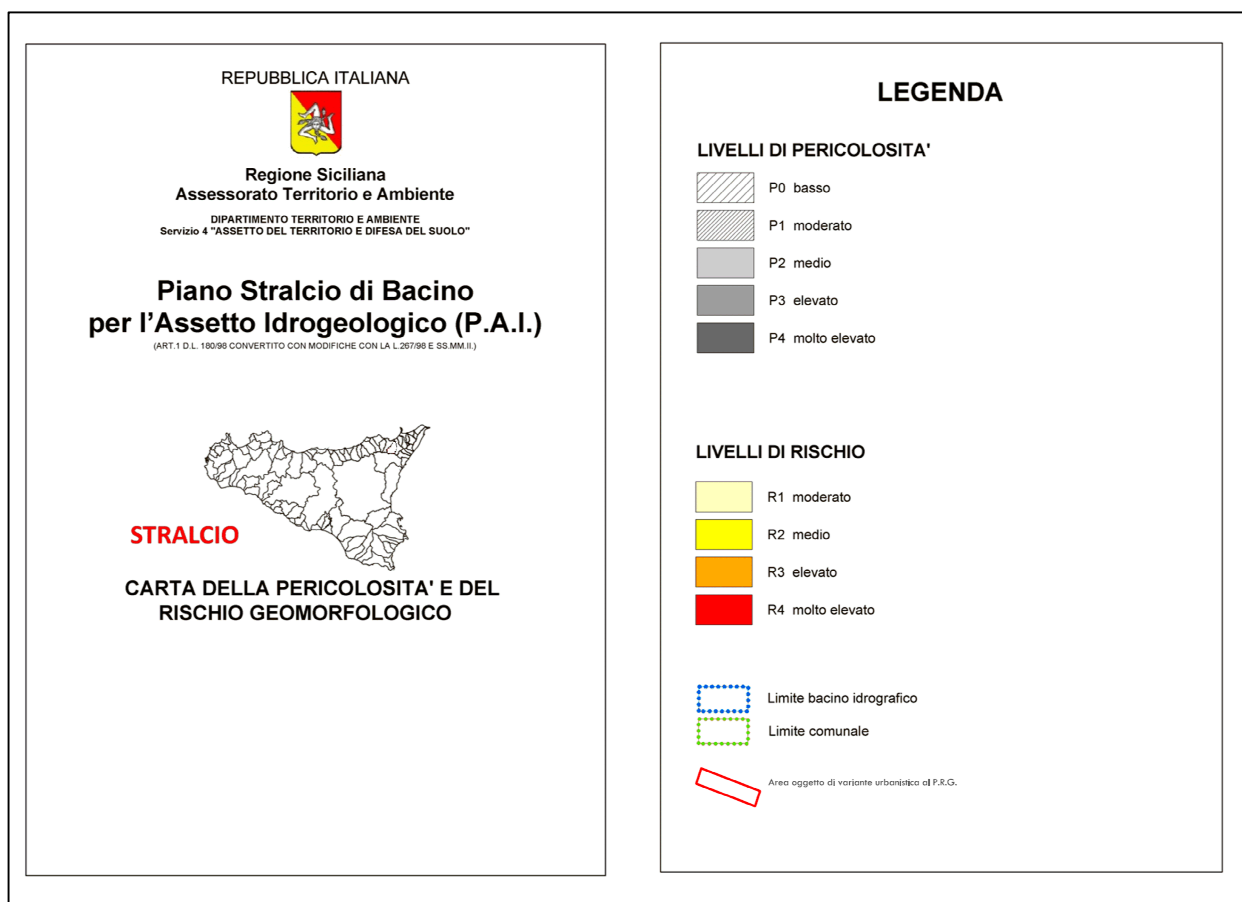 REPUBBLICA ITALIANA
Regione Siciliana
Assessorato Territorio e Ambiente
DIPARTIMENTO TERRITORIO E AMBIENTE
Servizio 4 "ASSETTO DEL TERRITORIO E DIFESA DEL SUOLO"
Piano Stralcio di Bacino
per l'Assetto Idrogeologico (P.A.I.)
(ART.1 D.L. 180/98 CONVERTITO CON MODIFICHE CON LA L.267/98 E SS.MM.II.)
STRALCIO
CARTA DELLA PERICOLOSITA' E DEL
RISCHIO GEOMORFOLOGICO
LEGENDA
LIVELLI DI PERICOLOSITA'
P0 basso
P1 moderato
P2 medio
P3 elevato
P4 molto elevato
LIVELLI DI RISCHIO
R1 moderato
R2 medio
R3 elevato
R4 molto elevato
Limite bacino idrografico
Limite comunale
Area oggetto di variante urbanistica al P.R.G.